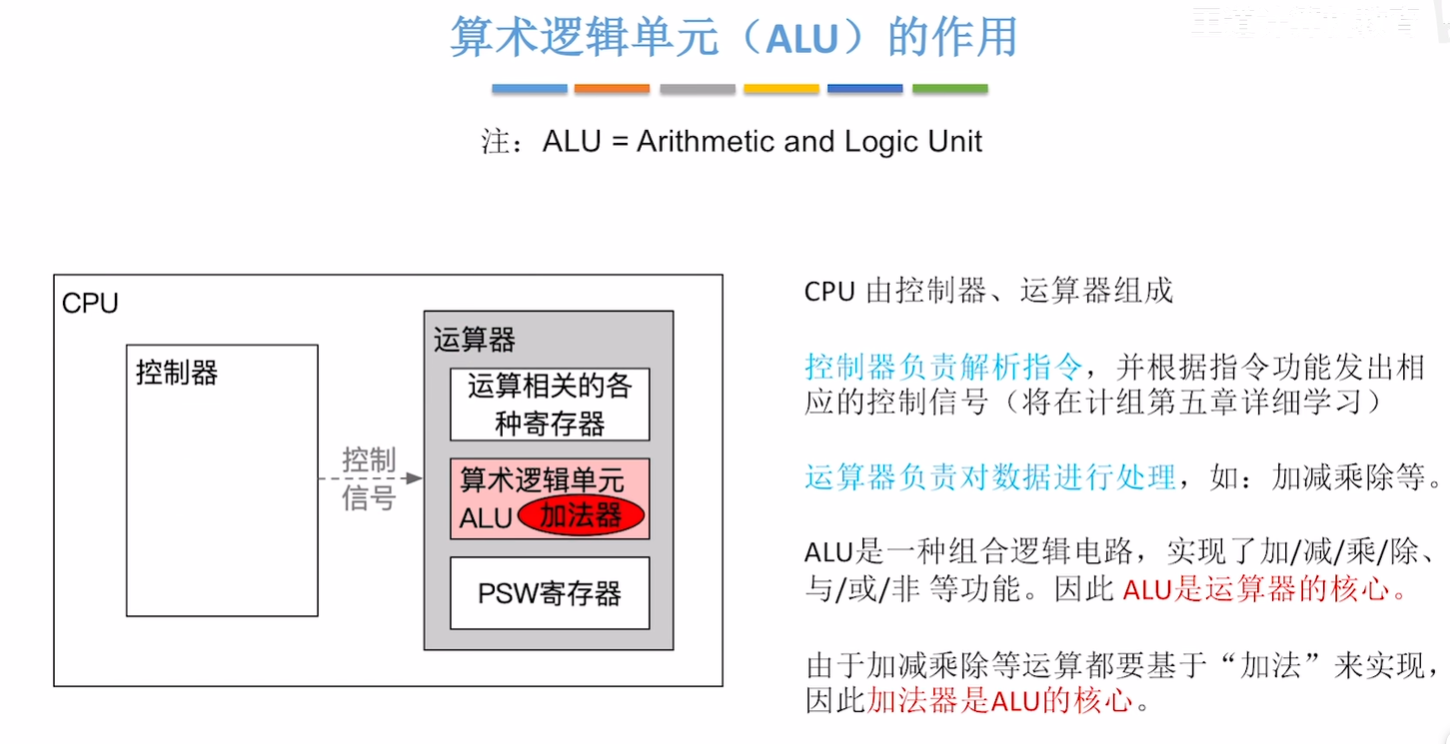 算术逻辑单元（ALU）的作用
注：ALU = Arithmetic and Logic Unit
CPU
控制器
控制
信号
运算器
运算相关的各
种寄存器
算术逻辑单元
ALU 加法器
PSW寄存器
CPU 由控制器、运算器组成
控制器负责解析指令，并根据指令功能发出相
应的控制信号（将在计组第五章详细学习）
运算器负责对数据进行处理，如：加减乘除等。
ALU是一种组合逻辑电路，实现了加/减/乘/除、
与/或/非 等功能。因此 ALU是运算器的核心。
由于加减乘除等运算都要基于“加法”来实现，
因此加法器是ALU的核心。